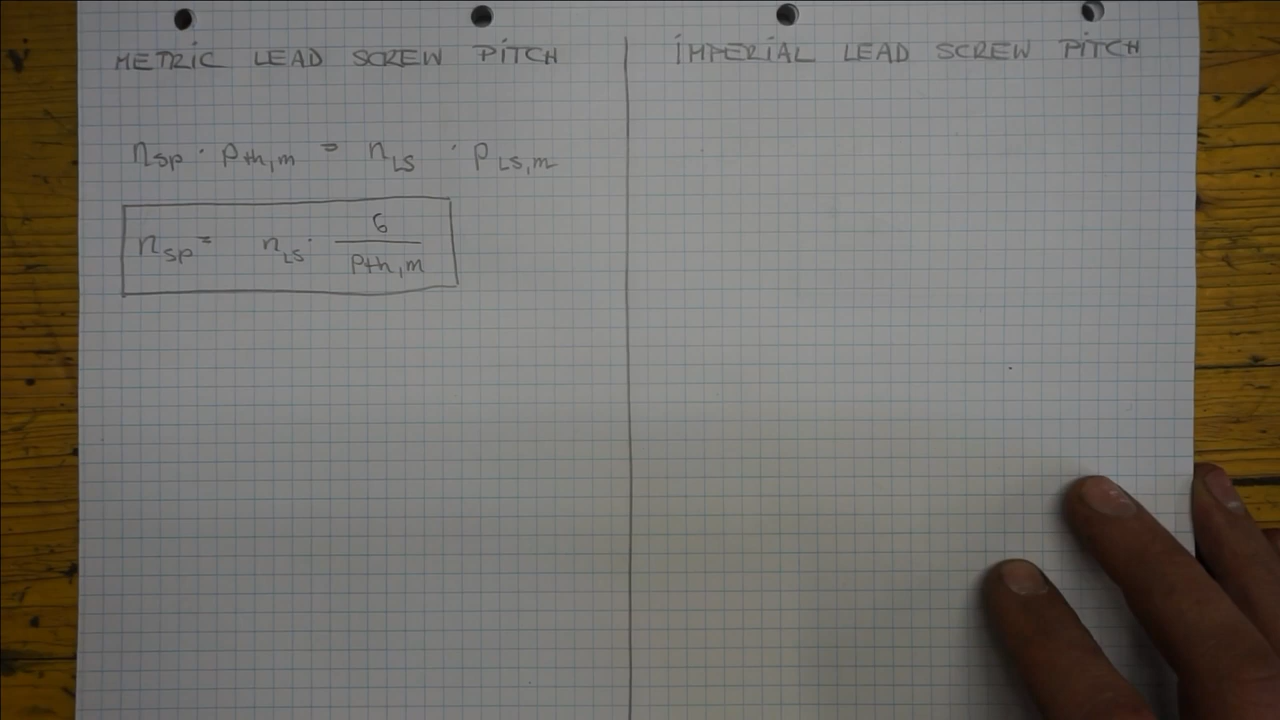 METRIC LEAD SCREW PITCH
IMPERIAL LEAD SCREW PITCH
n_sp · p_th,m = n_LS · p_LS,m
n_sp = n_LS · 6 / p_th,m